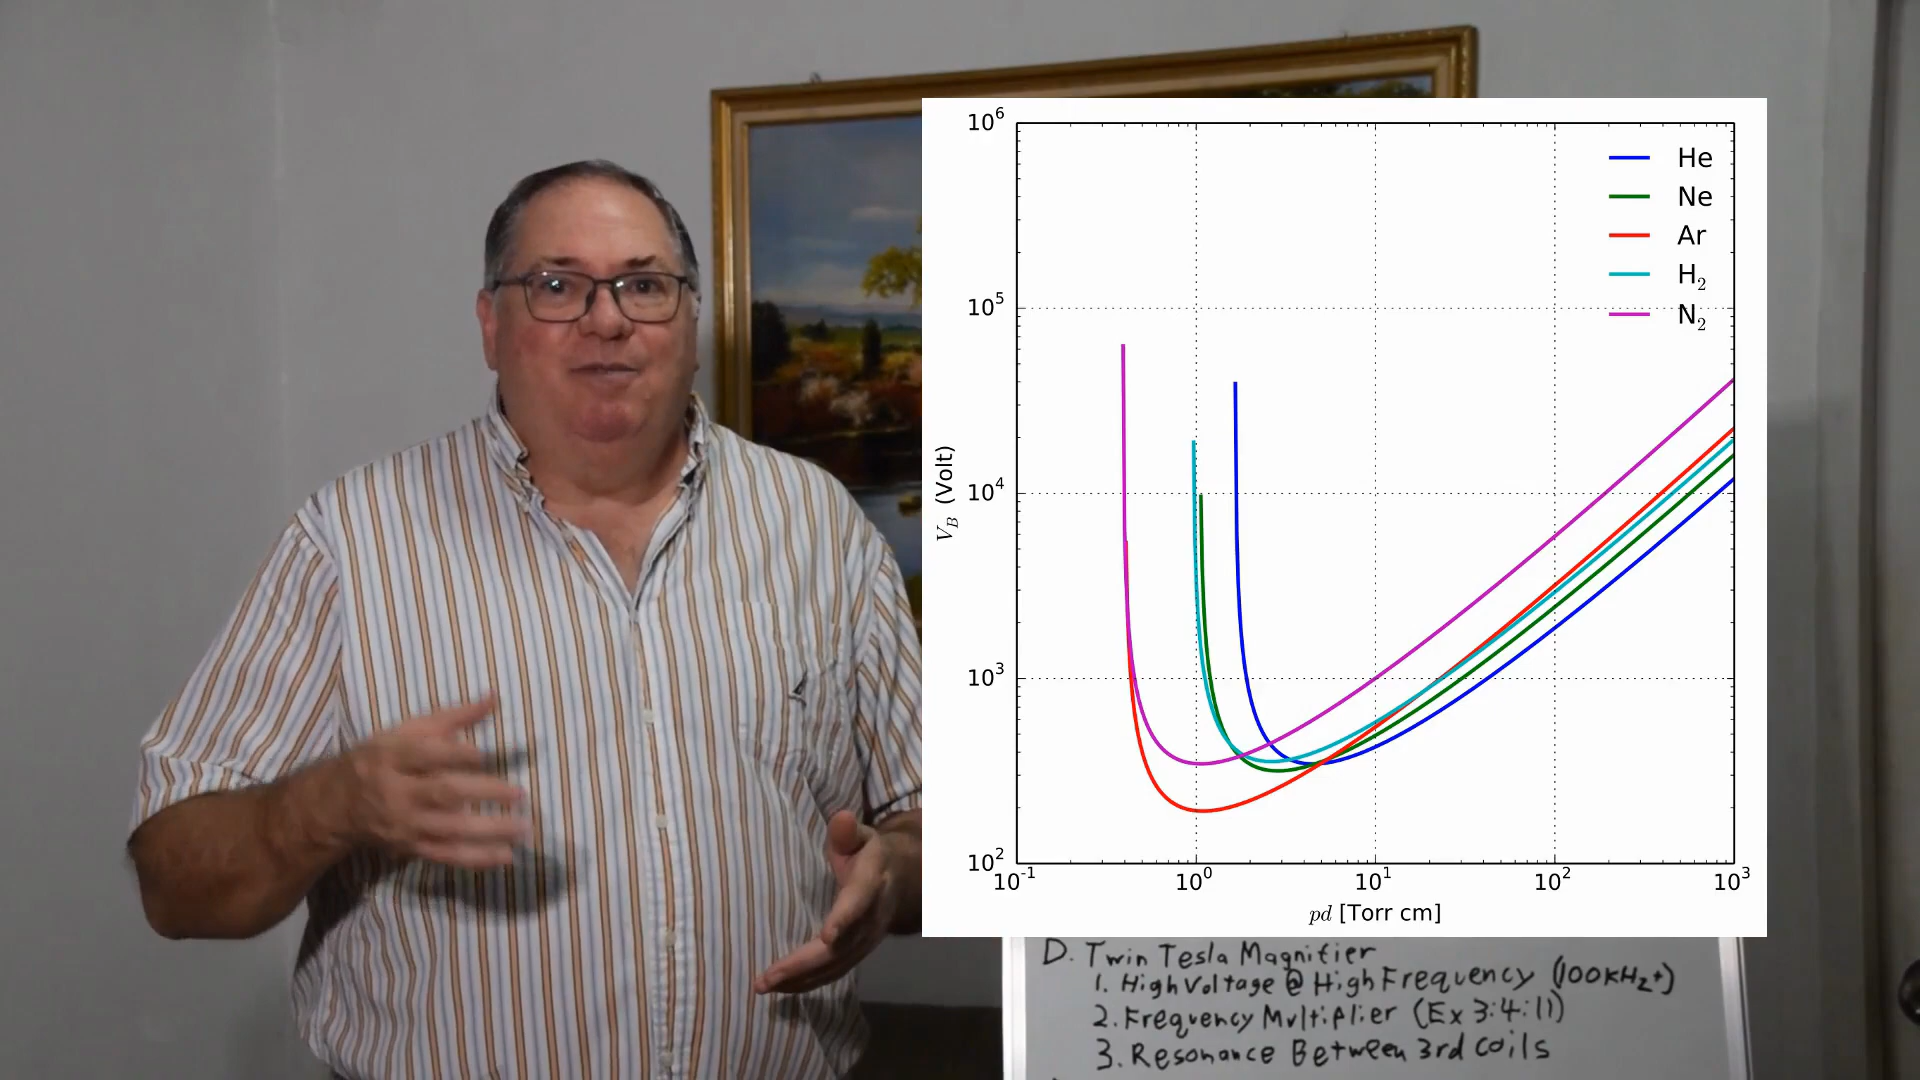 10^6
He
Ne
Ar
H₂
10^5
N₂
10^4
V_B (Volt)
10^3
10^2
10^-1
10^0
10^1
10^2
10^3
pd [Torr cm]
D. Twin Tesla Magnifier
1. High Voltage @ High Frequency (100KHz+)
2. Frequency Multiplier (Ex 3:4:11)
3. Resonance Between 3rd coils